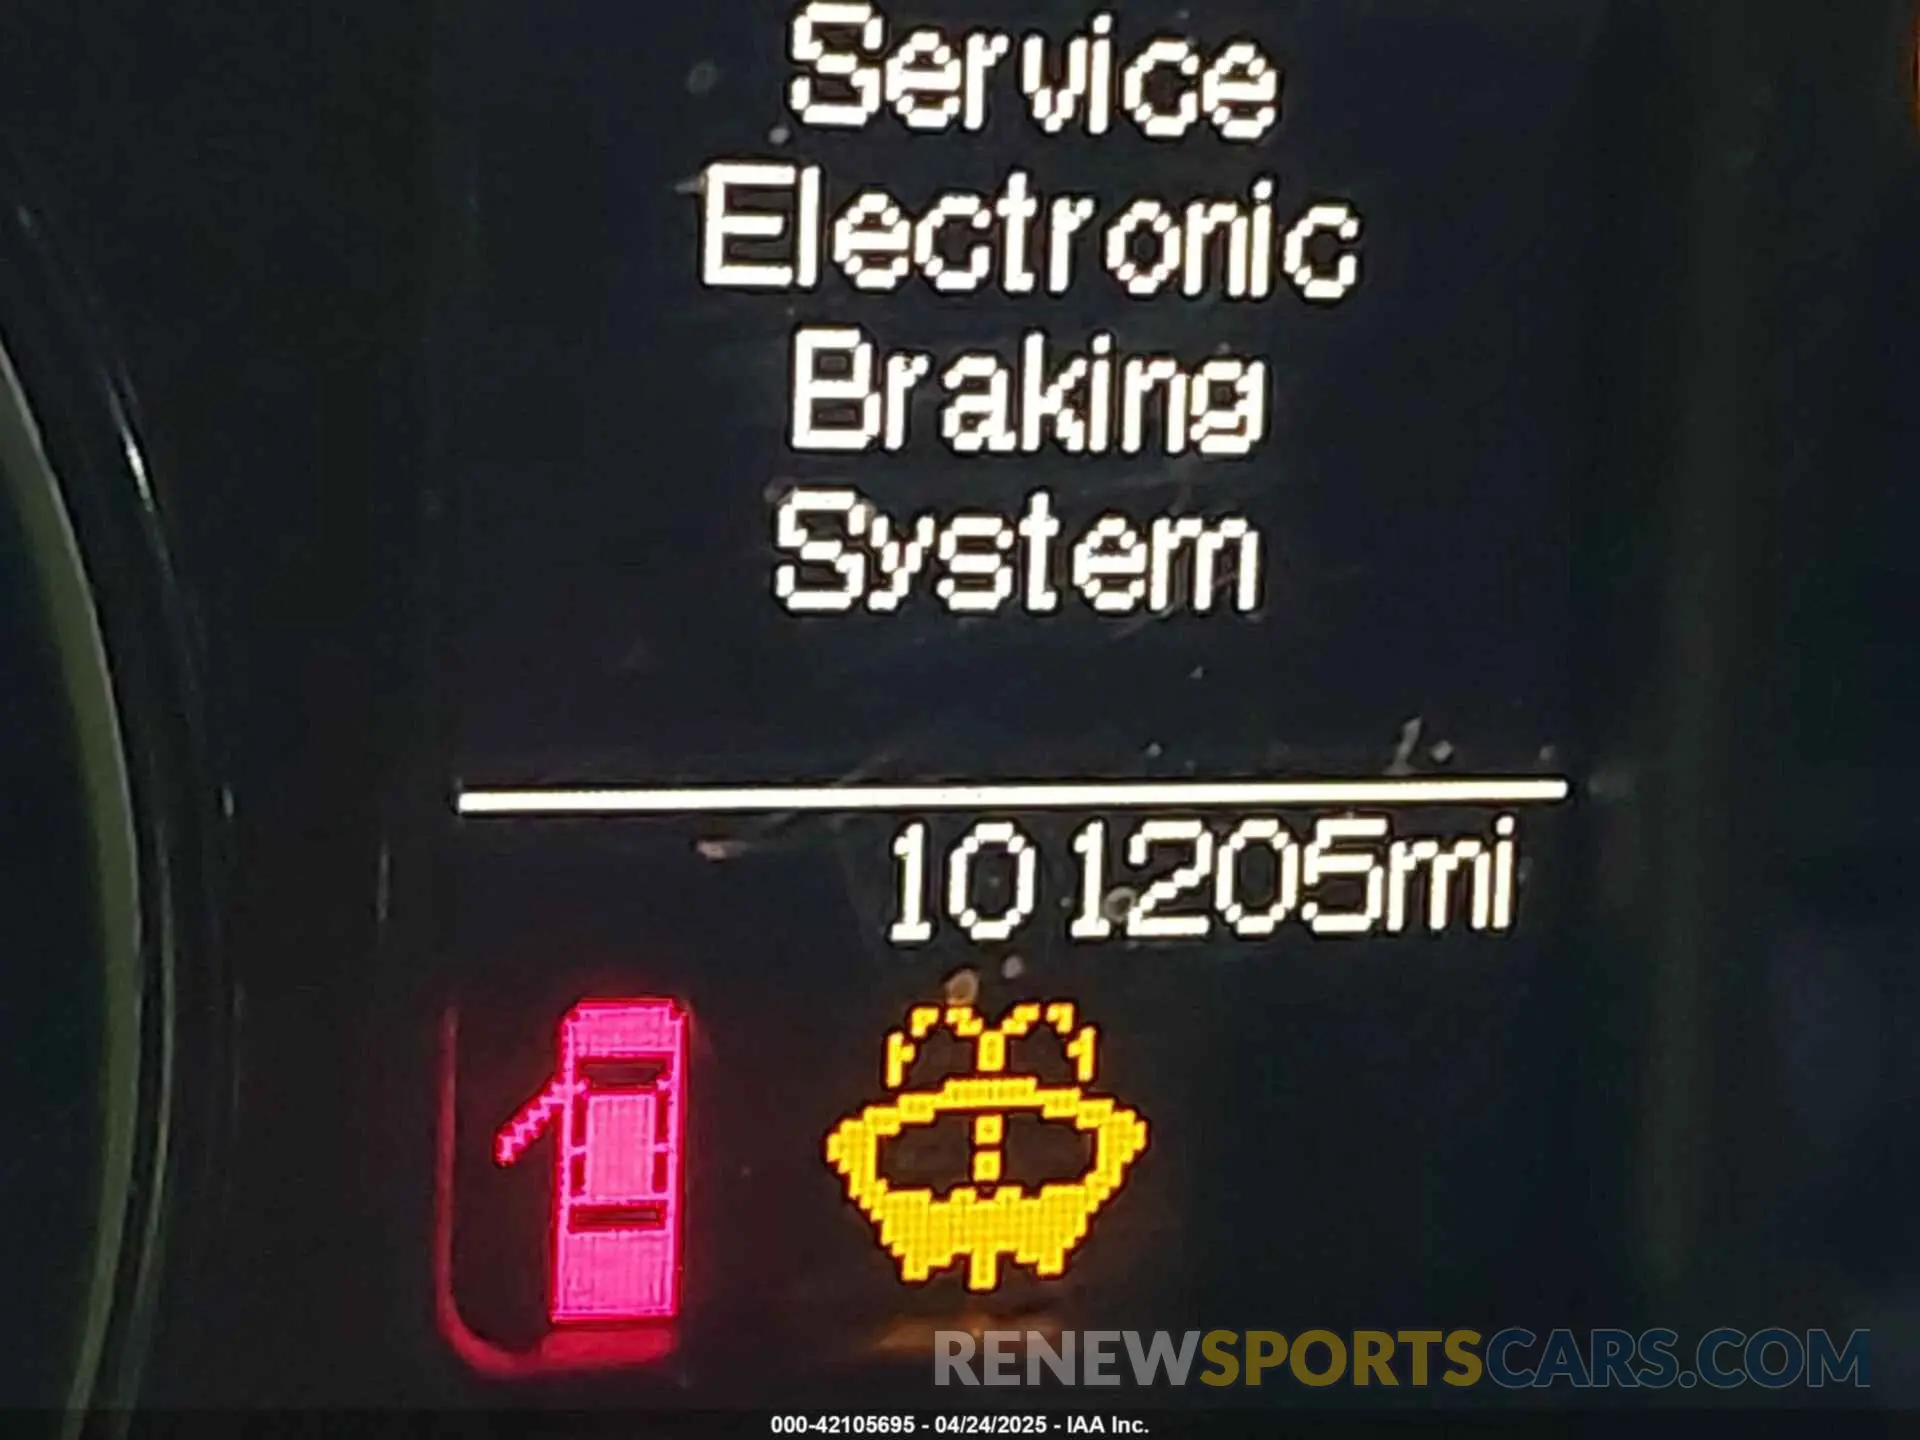 Service
Electronic
Braking
System
101205mi
RENEWSPORTSCARS.COM
000-42105695 - 04/24/2025 - IAA Inc.